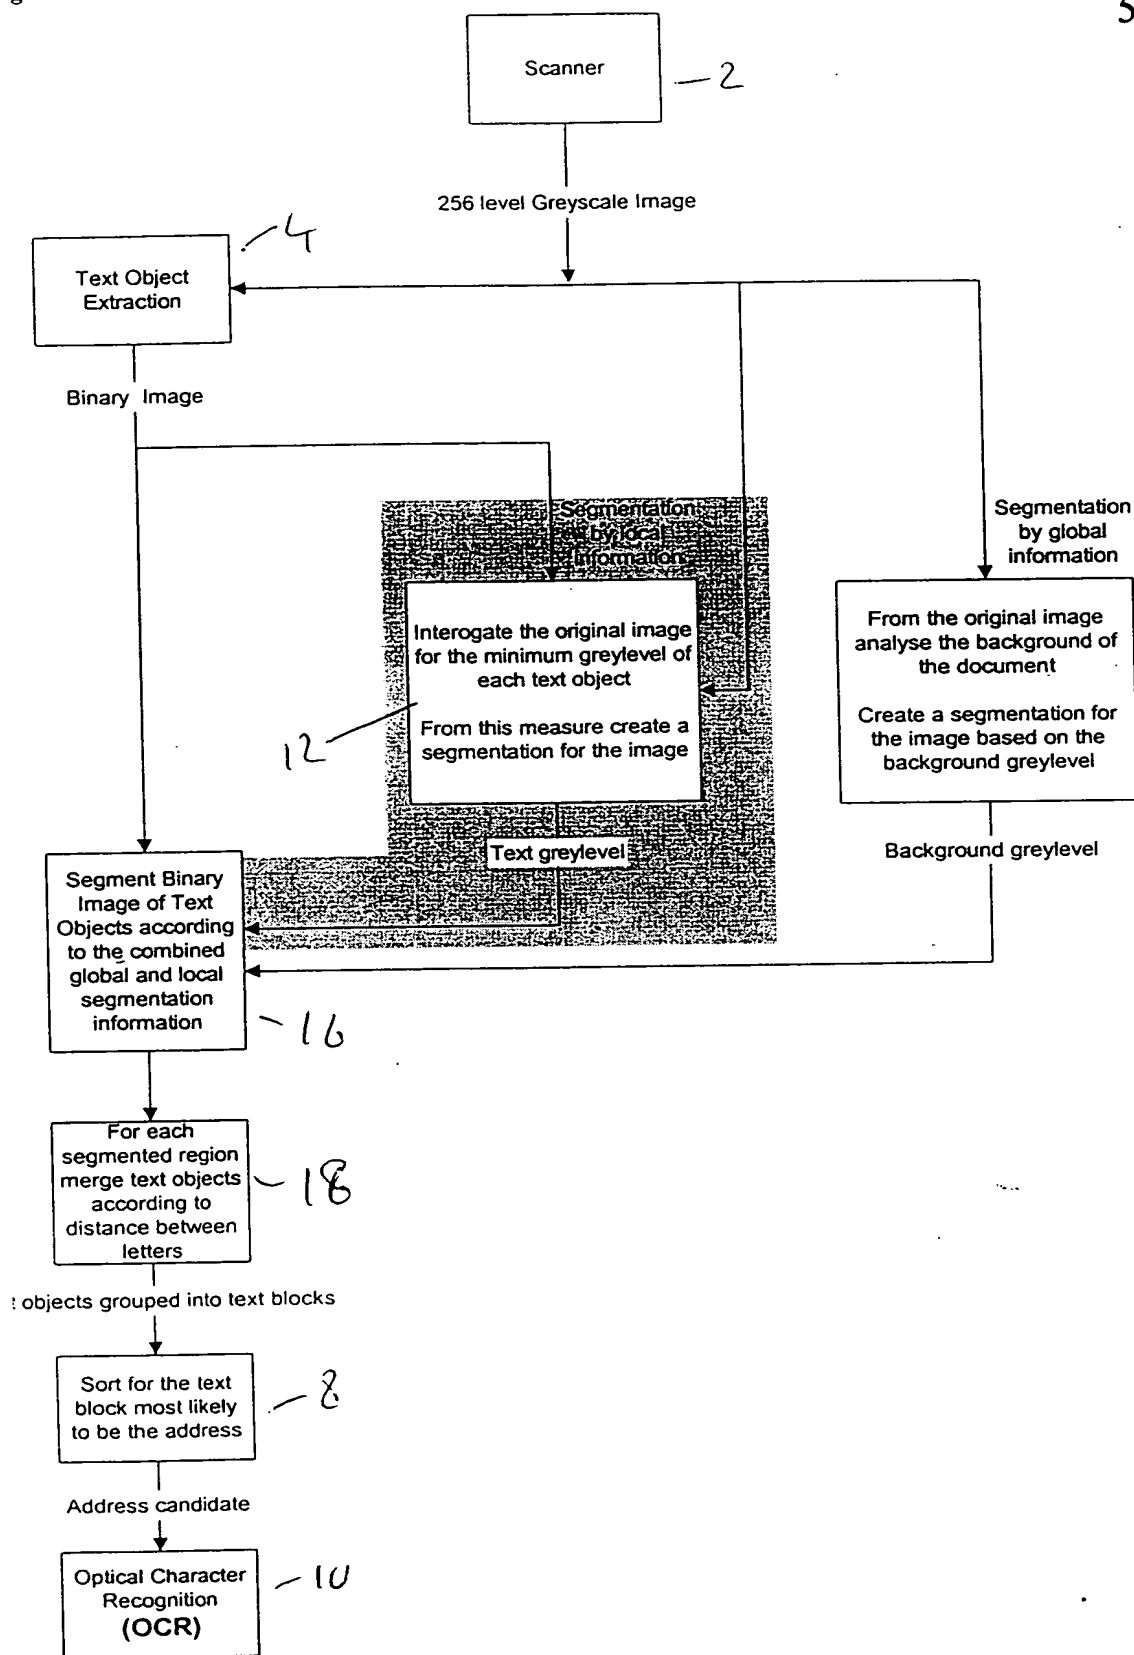 g
5
Scanner
2
256 level Greyscale Image
4
Text Object
Extraction
Binary Image
Segmentation
by local
information
Segmentation
by global
information
Interogate the original image
for the minimum greylevel of
each text object
From this measure create a
segmentation for the image
12
From the original image
analyse the background of
the document
Create a segmentation for
the image based on the
background greylevel
Text greylevel
Background greylevel
Segment Binary
Image of Text
Objects according
to the combined
global and local
segmentation
information
16
For each
segmented region
merge text objects
according to
distance between
letters
18
objects grouped into text blocks
Sort for the text
block most likely
to be the address
8
Address candidate
Optical Character
Recognition
(OCR)
10